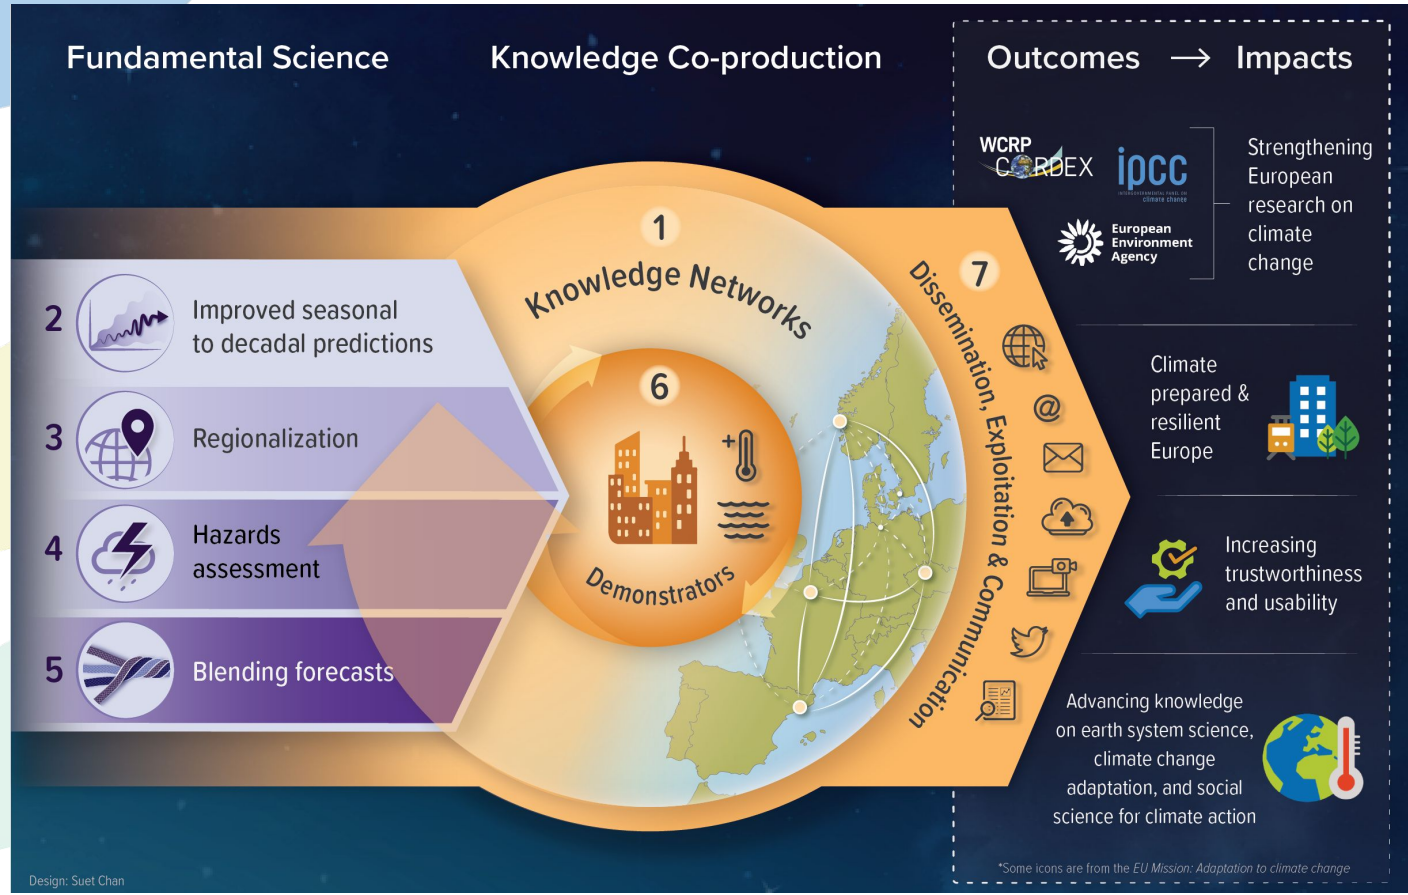 Fundamental Science
Knowledge Co-production
Outcomes → Impacts
WCRP
CORDEX
ipcc
INTERGOVERNMENTAL PANEL ON
climate change
European
Environment
Agency
Strengthening
European
research on
climate
change
1
Knowledge Networks
2
Improved seasonal
to decadal predictions
3
Regionalization
4
Hazards
assessment
5
Blending forecasts
6
+
Demonstrators
7
Dissemination, Exploitation & Communication
@
Climate
prepared &
resilient
Europe
Increasing
trustworthiness
and usability
Advancing knowledge
on earth system science,
climate change
adaptation, and social
science for climate action
*Some icons are from the EU Mission: Adaptation to climate change
Design: Suet Chan